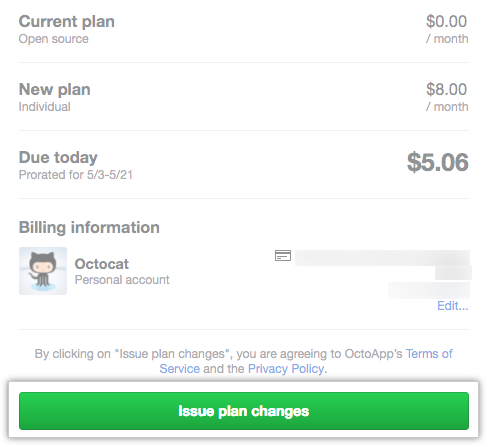 Current plan $0.00
Open source / month
New plan $8.00
Individual / month
Due today $5.06
Prorated for 5/3-5/21
Billing information
Octocat
Personal account
Edit...
By clicking on "Issue plan changes", you are agreeing to OctoApp's Terms of
Service and the Privacy Policy.
Issue plan changes